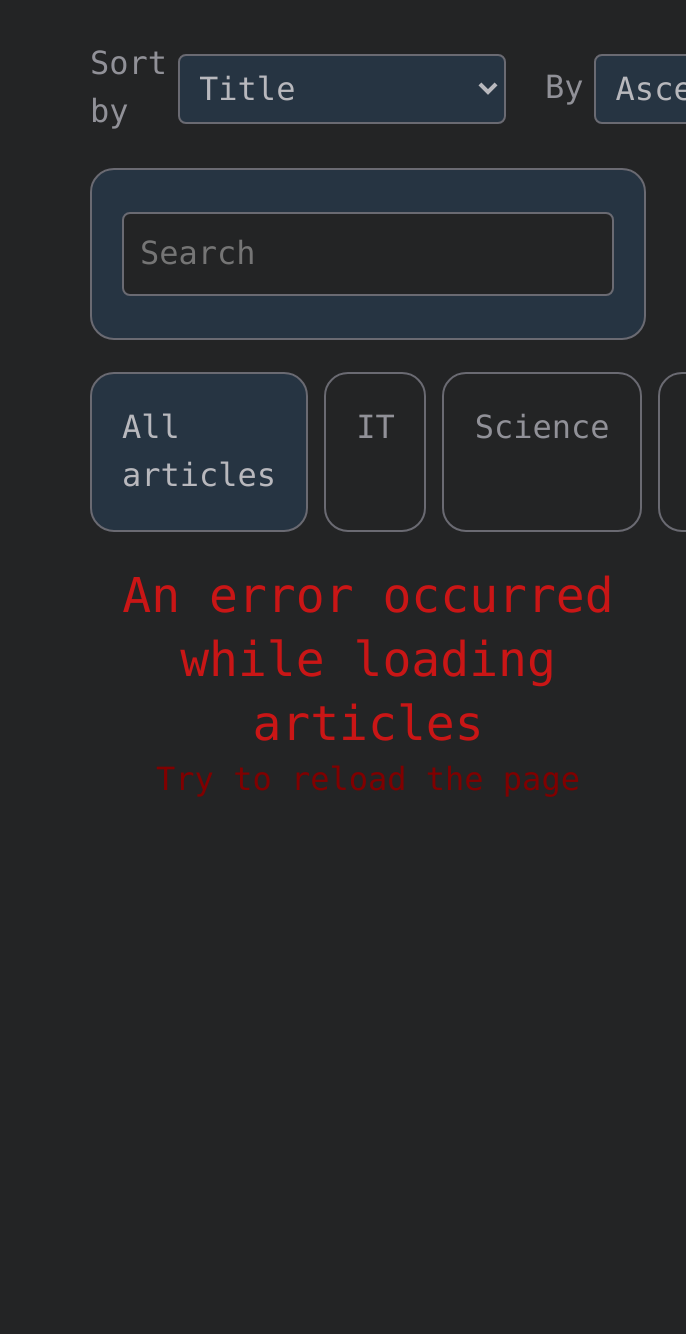 Sort by
Title
By
Asce
Search
All
articles
IT
Science
An error occurred
while loading
articles
Try to reload the page